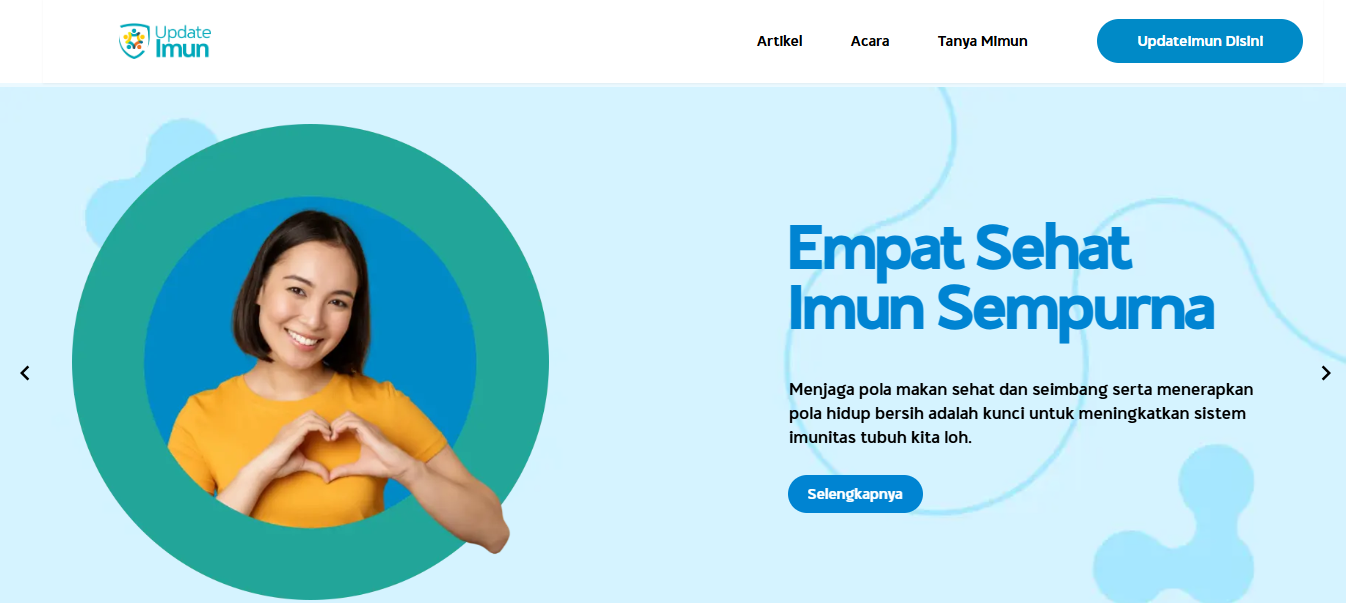 Update
Imun
Artikel
Acara
Tanya Mimun
UpdateImun Disini
Empat Sehat
Imun Sempurna
Menjaga pola makan sehat dan seimbang serta menerapkan
pola hidup bersih adalah kunci untuk meningkatkan sistem
imunitas tubuh kita loh.
Selengkapnya